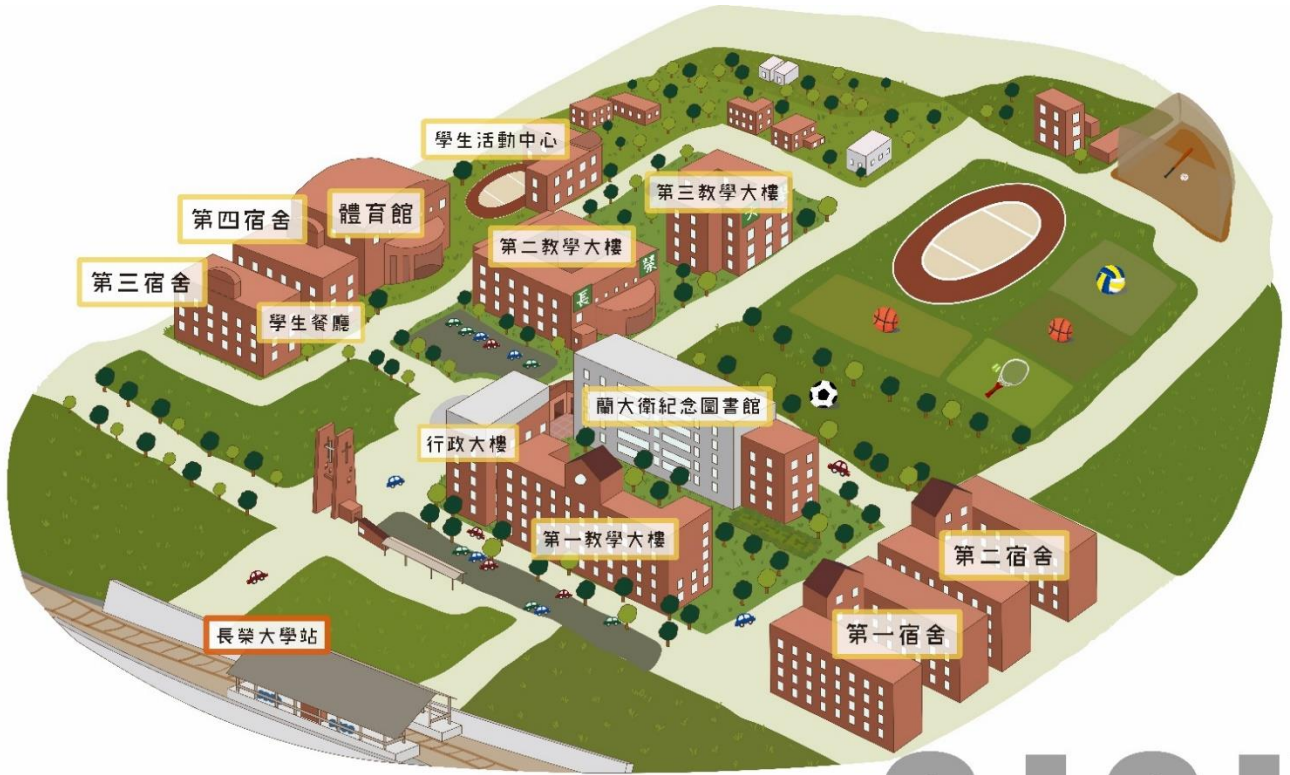 學生活動中心
第三教學大樓
第四宿舍
體育館
第二教學大樓
大
榮
長
第三宿舍
學生餐廳
蘭大衛紀念圖書館
行政大樓
第一教學大樓
第二宿舍
第一宿舍
長榮大學站